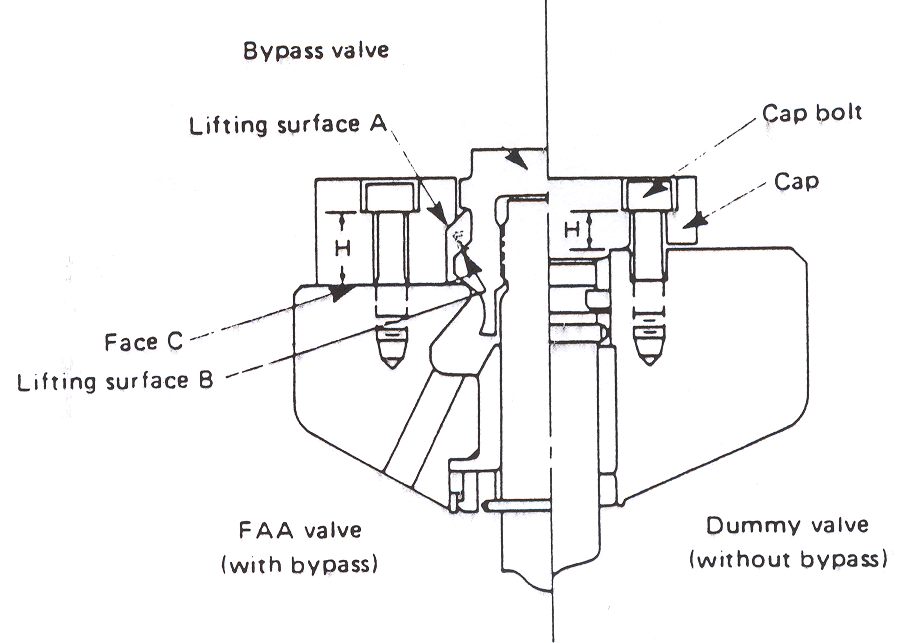 Bypass valve
Lifting surface A
Cap bolt
Cap
H
H
Face C
Lifting surface B
FAA valve
(with bypass)
Dummy valve
(without bypass)